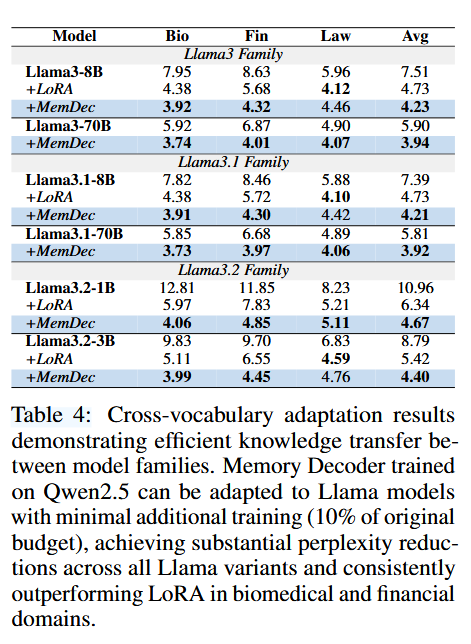 Model Bio Fin Law Avg
Llama3 Family
Llama3-8B 7.95 8.63 5.96 7.51
+LoRA 4.38 5.68 4.12 4.73
+MemDec 3.92 4.32 4.46 4.23
Llama3-70B 5.92 6.87 4.90 5.90
+MemDec 3.74 4.01 4.07 3.94
Llama3.1 Family
Llama3.1-8B 7.82 8.46 5.88 7.39
+LoRA 4.38 5.72 4.10 4.73
+MemDec 3.91 4.30 4.42 4.21
Llama3.1-70B 5.85 6.68 4.89 5.81
+MemDec 3.73 3.97 4.06 3.92
Llama3.2 Family
Llama3.2-1B 12.81 11.85 8.23 10.96
+LoRA 5.97 7.83 5.21 6.34
+MemDec 4.06 4.85 5.11 4.67
Llama3.2-3B 9.83 9.70 6.83 8.79
+LoRA 5.11 6.55 4.59 5.42
+MemDec 3.99 4.45 4.76 4.40
Table 4: Cross-vocabulary adaptation results
demonstrating efficient knowledge transfer be-
tween model families. Memory Decoder trained
on Qwen2.5 can be adapted to Llama models
with minimal additional training (10% of original
budget), achieving substantial perplexity reduc-
tions across all Llama variants and consistently
outperforming LoRA in biomedical and financial
domains.